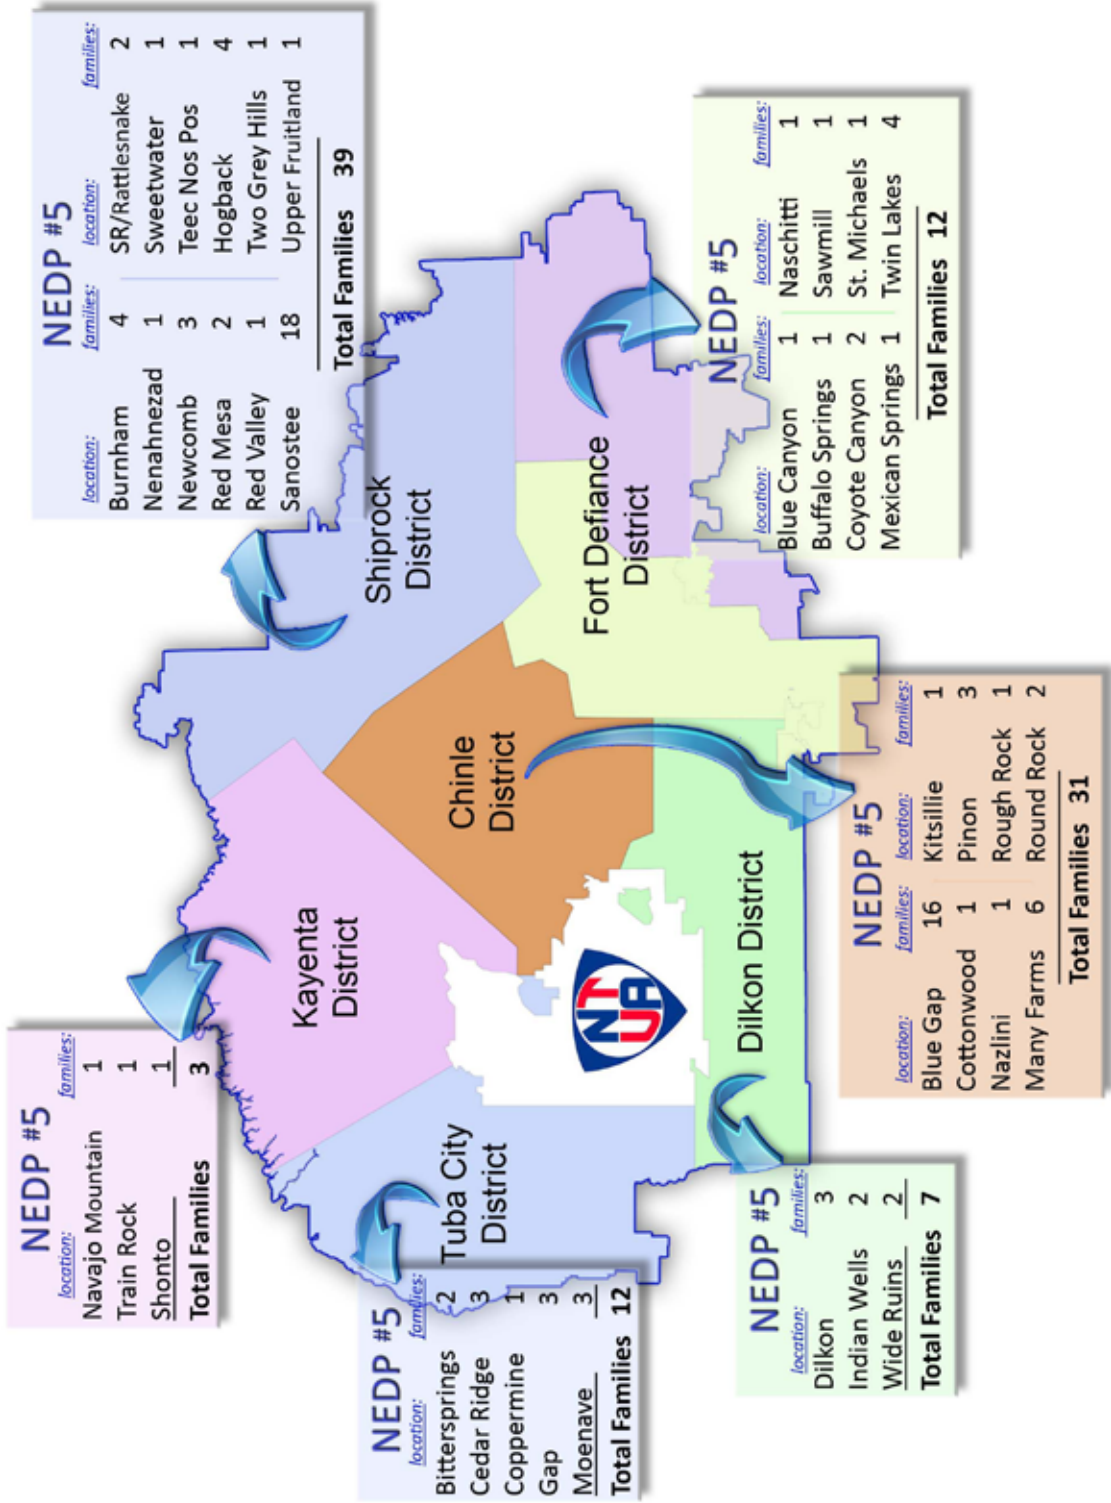 NEDP #5
location: families:
Navajo Mountain 1
Train Rock 1
Shonto 1
Total Families 3
NEDP #5
location: families: location: families:
Burnham 4 SR/Rattlesnake 2
Nenahnezad 1 Sweetwater 1
Newcomb 3 Teec Nos Pos 1
Red Mesa 2 Hogback 4
Red Valley 1 Two Grey Hills 1
Sanostee 18 Upper Fruitland 1
Total Families 39
Kayenta
District
Shiprock
District
NEDP #5
location: families:
Bittersprings 2
Cedar Ridge 3
Coppermine 1
Gap 3
Moenave 3
Total Families 12
Tuba City
District
Chinle
District
NTUA
Fort Defiance
District
Dilkon District
NEDP #5
location: families:
Dilkon 3
Indian Wells 2
Wide Ruins 2
Total Families 7
NEDP #5
location: families: location: families:
Blue Gap 16 Kitsillie 1
Cottonwood 1 Pinon 3
Nazlini 1 Rough Rock 1
Many Farms 6 Round Rock 2
Total Families 31
NEDP #5
location: families: location: families:
Blue Canyon 1 Naschitti 1
Buffalo Springs 1 Sawmill 1
Coyote Canyon 2 St. Michaels 1
Mexican Springs 1 Twin Lakes 4
Total Families 12